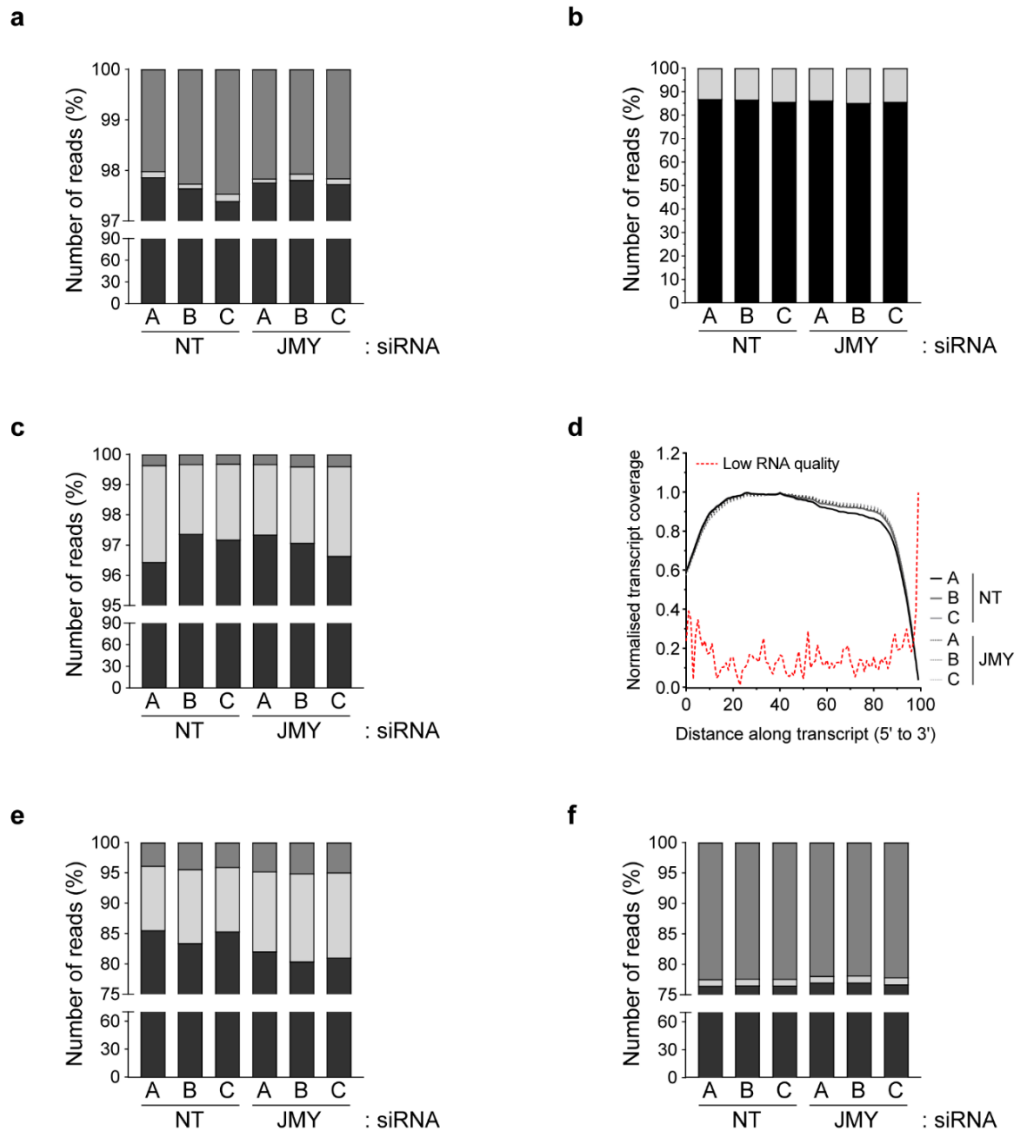 a
Number of reads (%)
100
99
98
97
90
60
30
0
A B C A B C
NT JMY : siRNA
b
Number of reads (%)
100
90
80
70
60
50
40
30
20
10
0
A B C A B C
NT JMY : siRNA
c
Number of reads (%)
100
99
98
97
96
95
90
60
30
0
A B C A B C
NT JMY : siRNA
d
Normalised transcript coverage
1.2
1.0
0.8
0.6
0.4
0.2
0.0
Low RNA quality
0 20 40 60 80 100
Distance along transcript (5' to 3')
A
B
C
NT
A
B
C
JMY
e
Number of reads (%)
100
95
90
85
80
75
60
30
0
A B C A B C
NT JMY : siRNA
f
Number of reads (%)
100
95
90
85
80
75
60
30
0
A B C A B C
NT JMY : siRNA